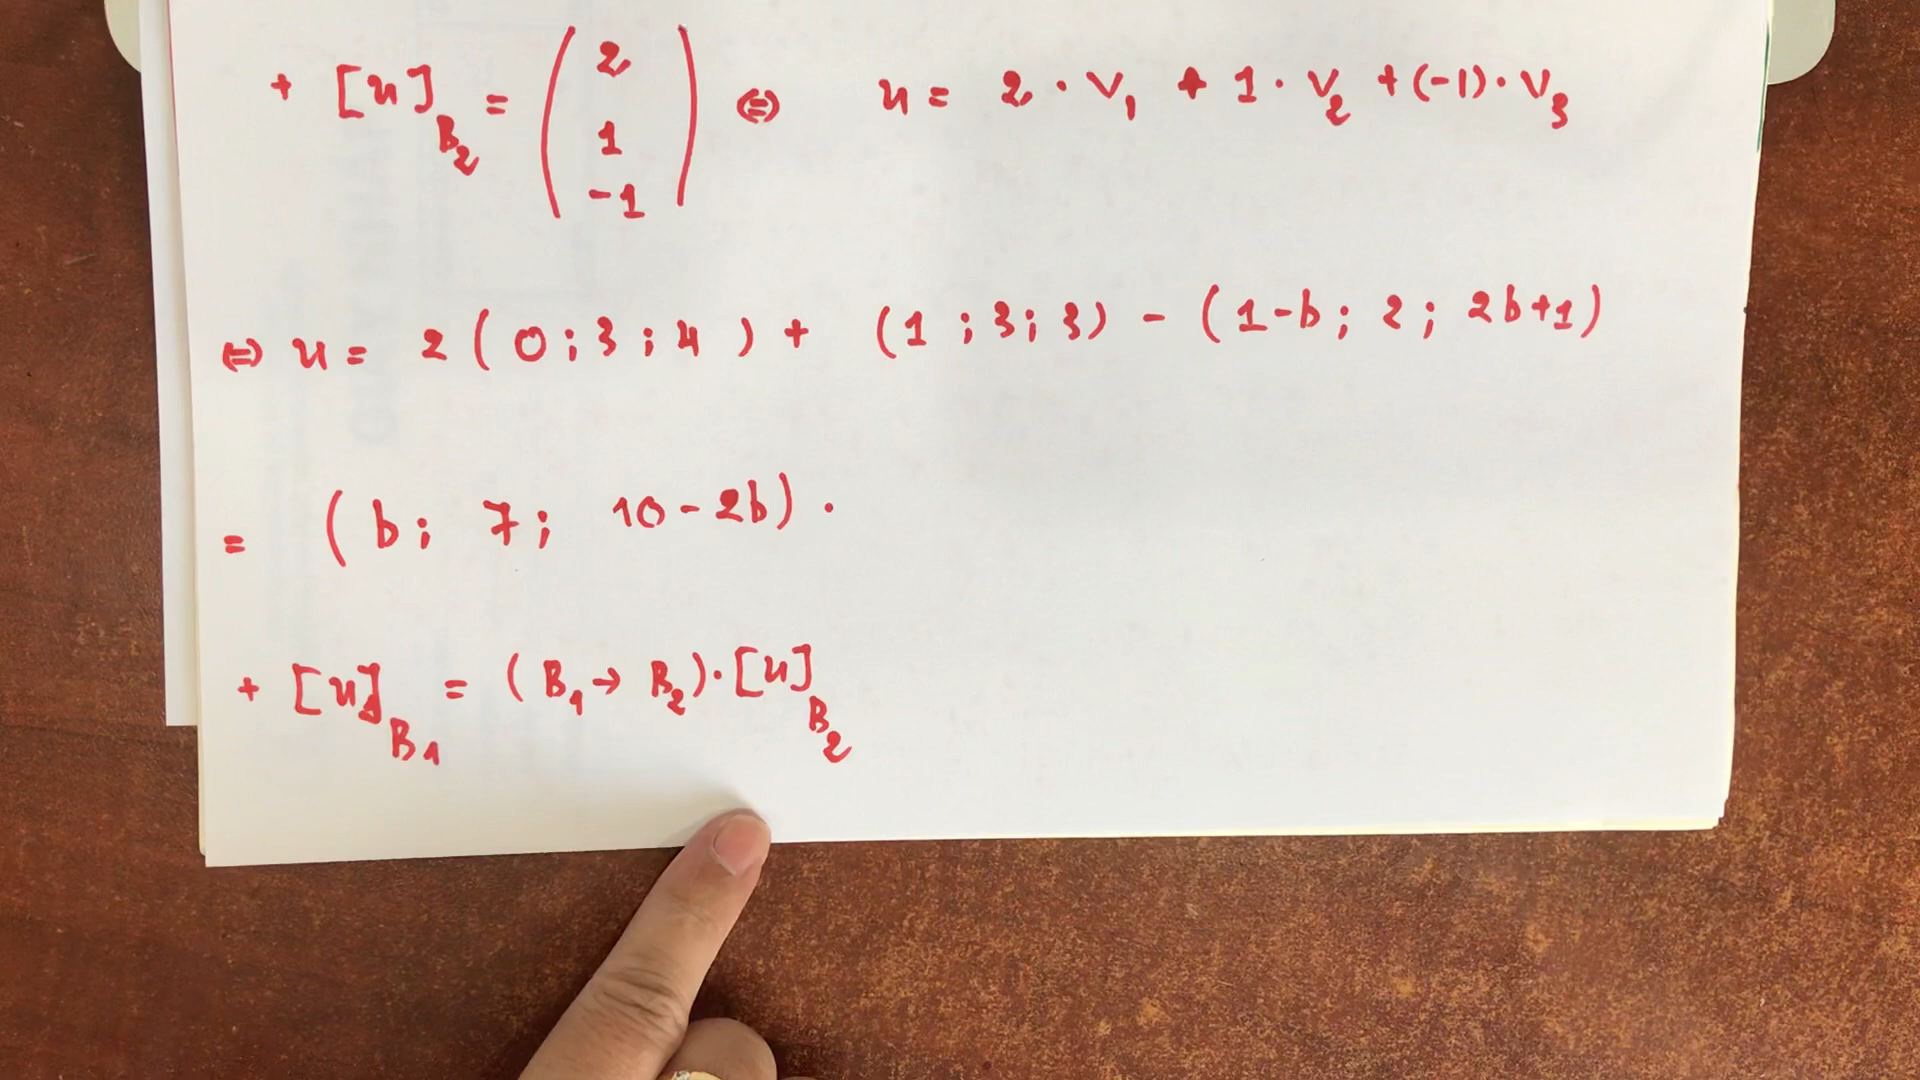 + [u]_B₂ = (2 1 -1) ⇔ u = 2 · v₁ + 1 · v₂ + (-1) · v₃
⇔ u = 2 ( 0 ; 3 ; 4 ) + (1 ; 3 ; 3) - (1-b ; 2 ; 2b+1)
= (b ; 7 ; 10 - 2b) .
+ [u]_B₁ = (B₁ → B₂) · [u]_B₂